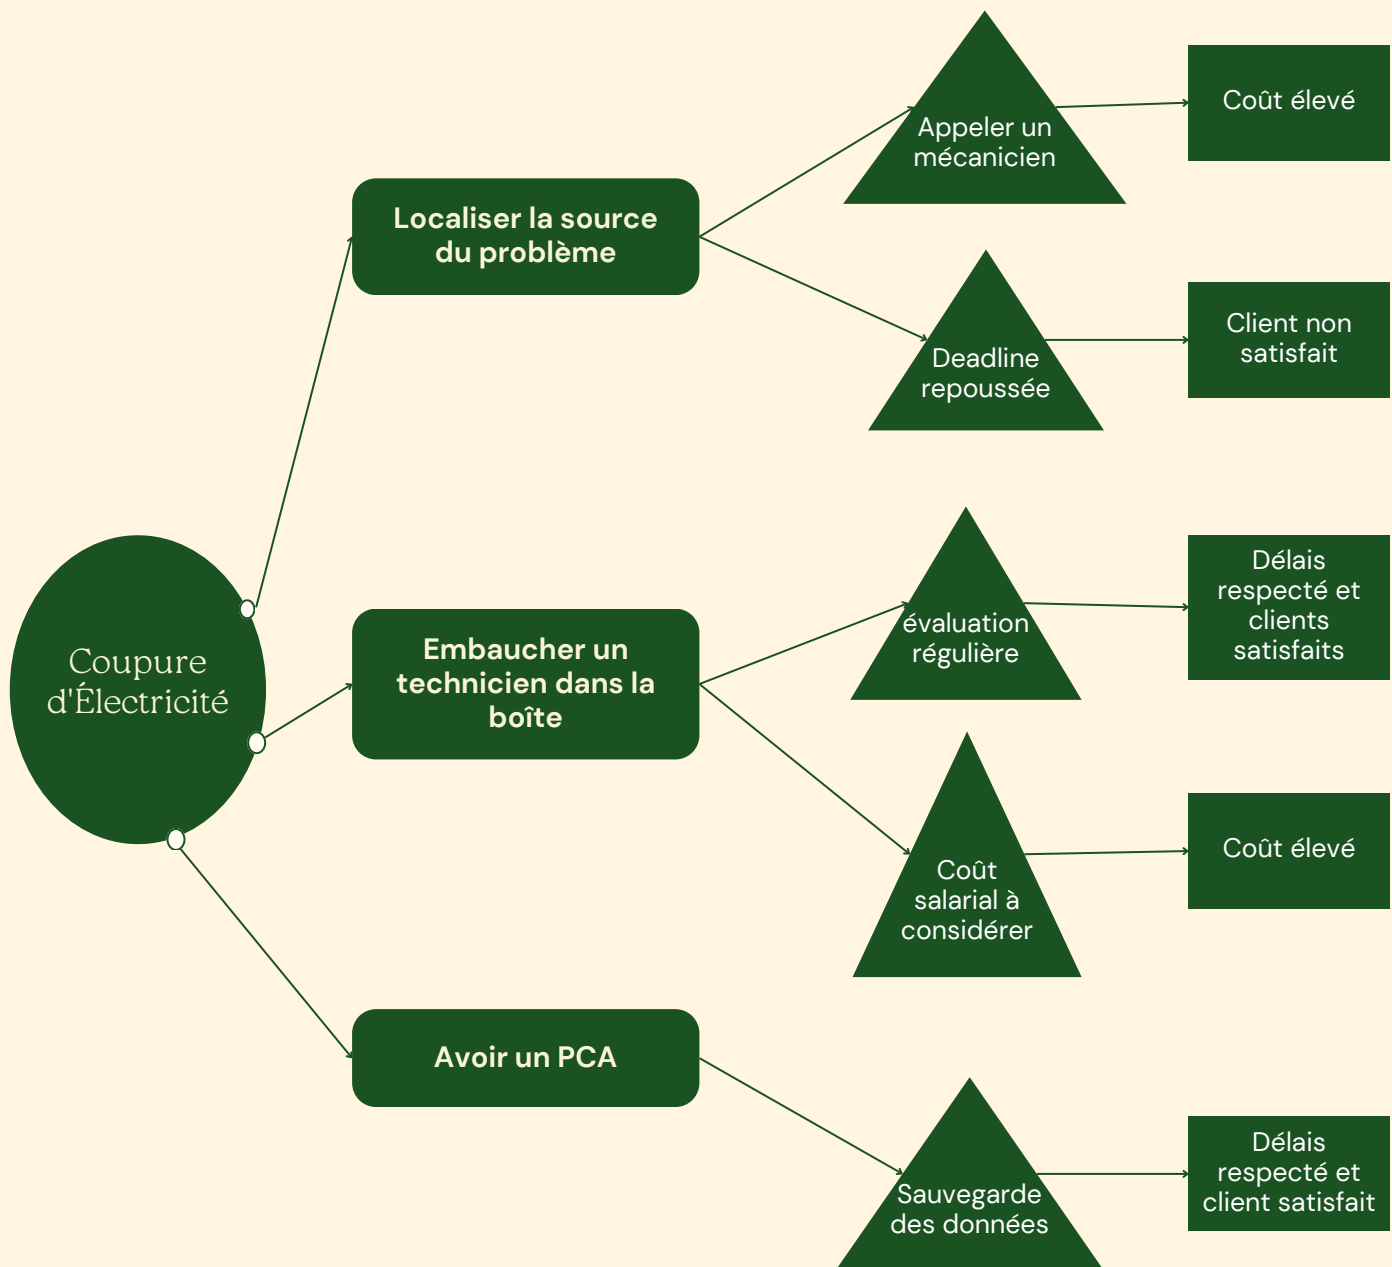 Coupure
d'Électricité
Localiser la source
du problème
Appeler un
mécanicien
Coût élevé
Deadline
repoussée
Client non
satisfait
Embaucher un
technicien dans la
boîte
évaluation
régulière
Délais
respecté et
clients
satisfaits
Coût
salarial à
considérer
Coût élevé
Avoir un PCA
Sauvegarde
des données
Délais
respecté et
client satisfait